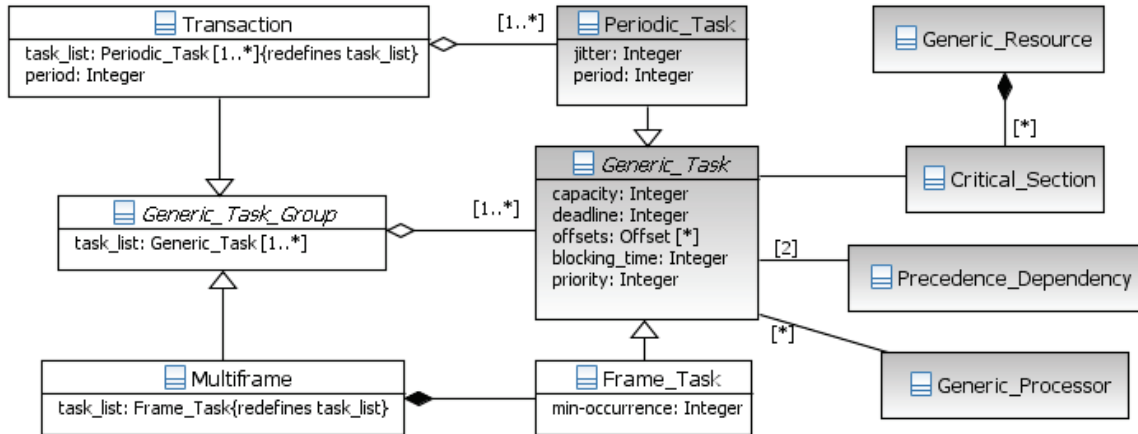 Transaction
task_list: Periodic_Task [1..*]{redefines task_list}
period: Integer
[1..*]
Periodic_Task
jitter: Integer
period: Integer
Generic_Resource
[*]
Critical_Section
Generic_Task
capacity: Integer
deadline: Integer
offsets: Offset [*]
blocking_time: Integer
priority: Integer
Generic_Task_Group
task_list: Generic_Task [1..*]
[1..*]
[2]
Precedence_Dependency
[*]
Generic_Processor
Multiframe
task_list: Frame_Task{redefines task_list}
Frame_Task
min-occurrence: Integer